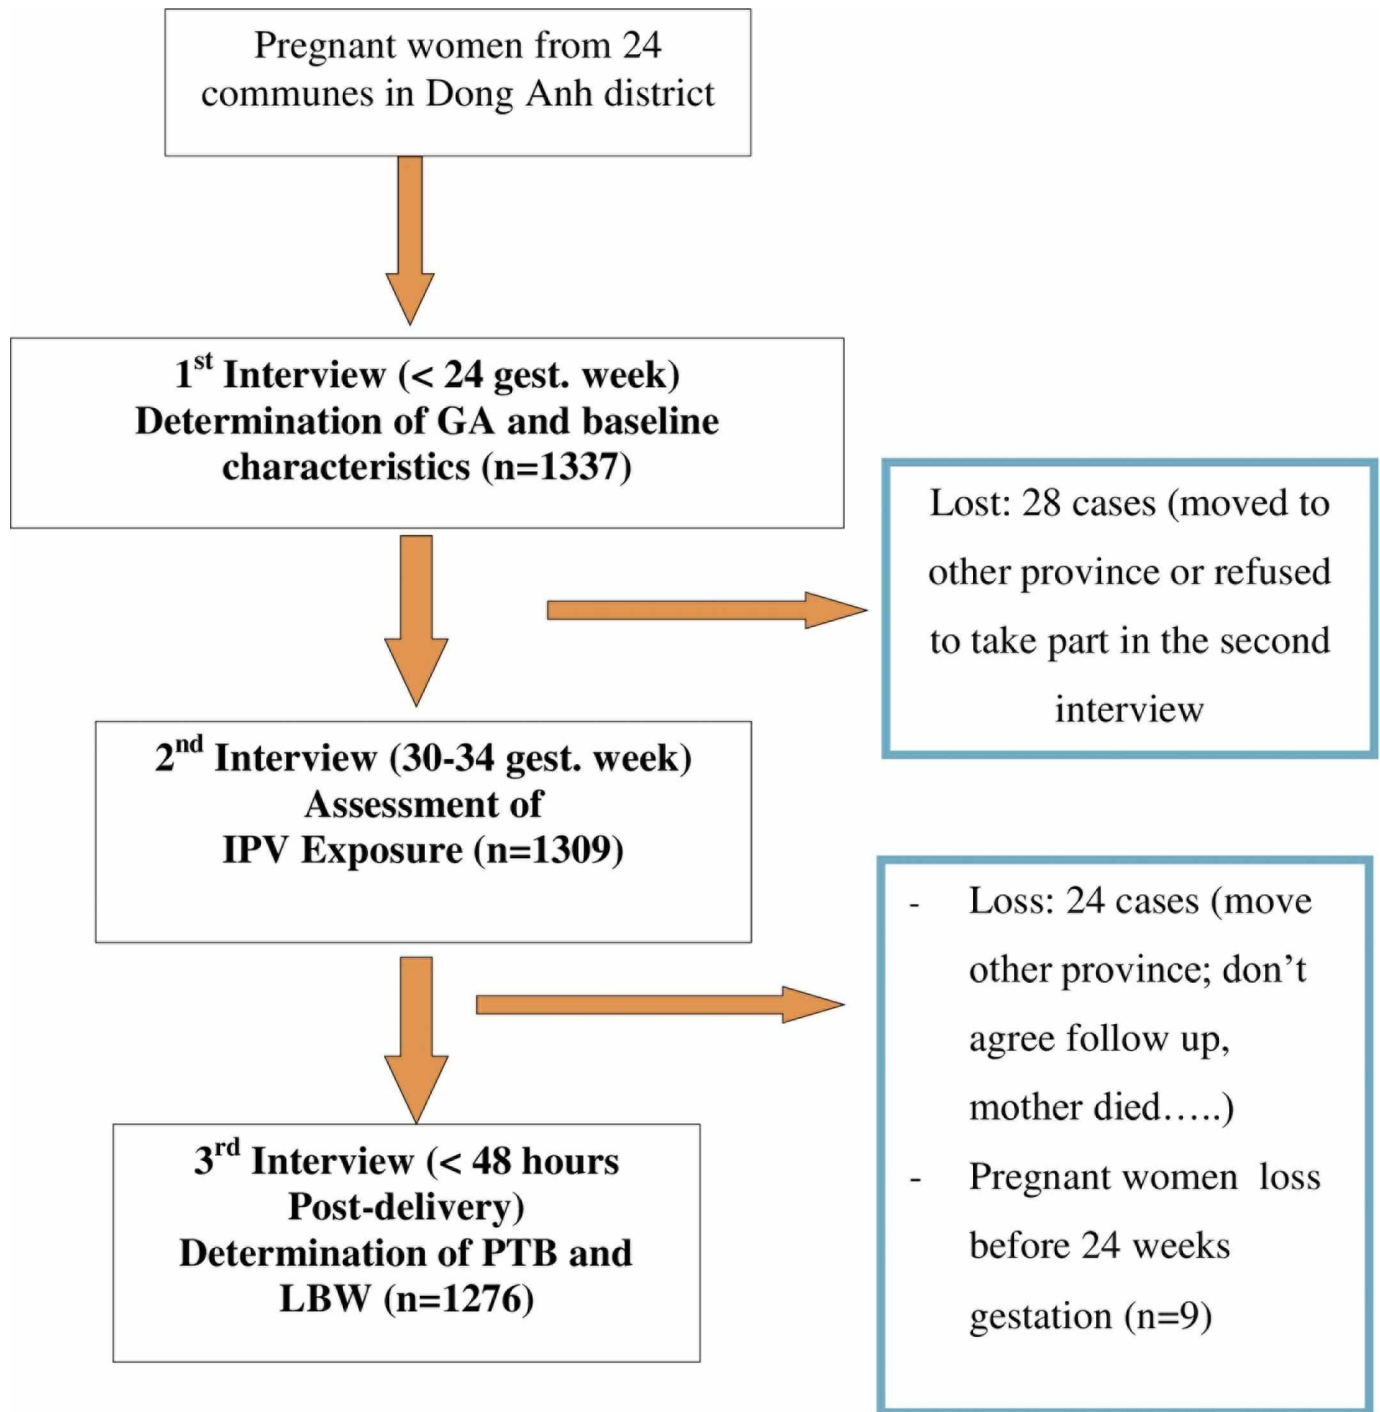 Pregnant women from 24
communes in Dong Anh district
1st Interview (< 24 gest. week)
Determination of GA and baseline
characteristics (n=1337)
Lost: 28 cases (moved to
other province or refused
to take part in the second
interview
2nd Interview (30-34 gest. week)
Assessment of
IPV Exposure (n=1309)
- Loss: 24 cases (move
other province; don’t
agree follow up,
mother died…..)
- Pregnant women loss
before 24 weeks
gestation (n=9)
3rd Interview (< 48 hours
Post-delivery)
Determination of PTB and
LBW (n=1276)